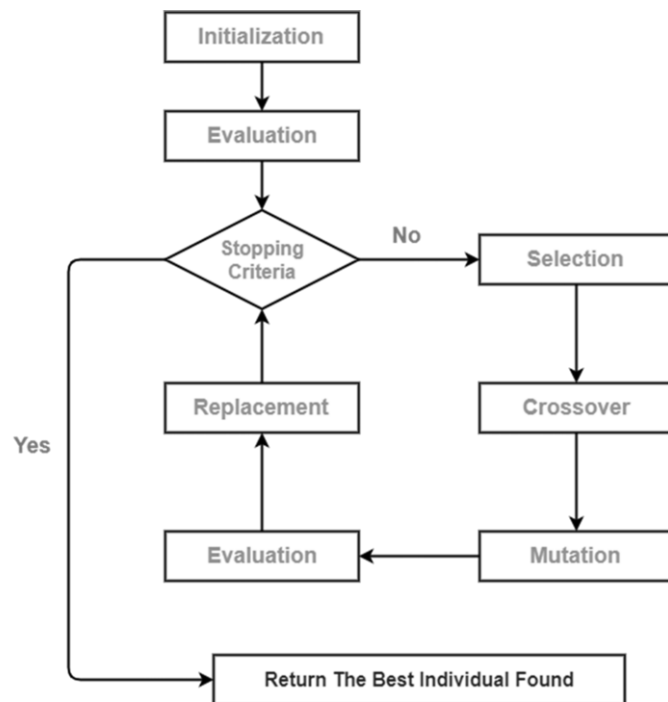 Initialization
Evaluation
Stopping
Criteria
No
Selection
Replacement
Crossover
Yes
Evaluation
Mutation
Return The Best Individual Found